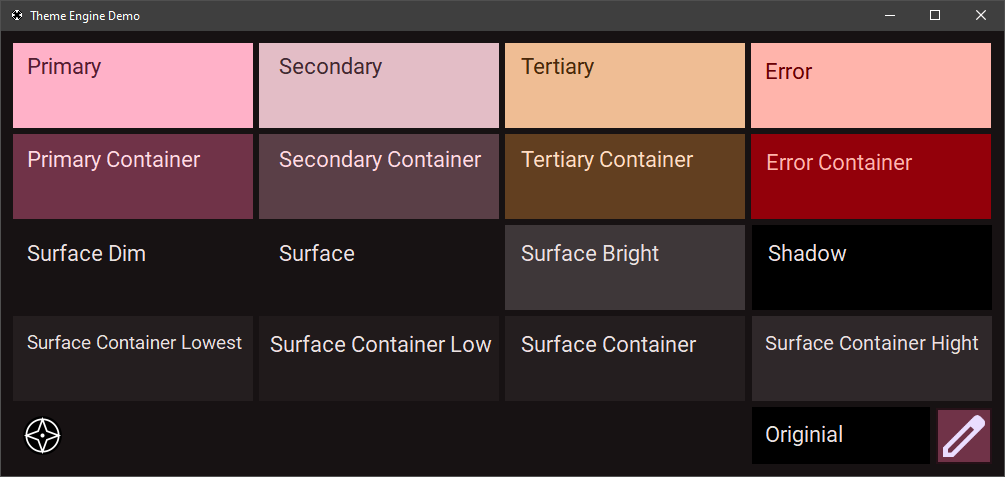 Theme Engine Demo
Primary
Secondary
Tertiary
Error
Primary Container
Secondary Container
Tertiary Container
Error Container
Surface Dim
Surface
Surface Bright
Shadow
Surface Container Lowest
Surface Container Low
Surface Container
Surface Container Hight
Originial